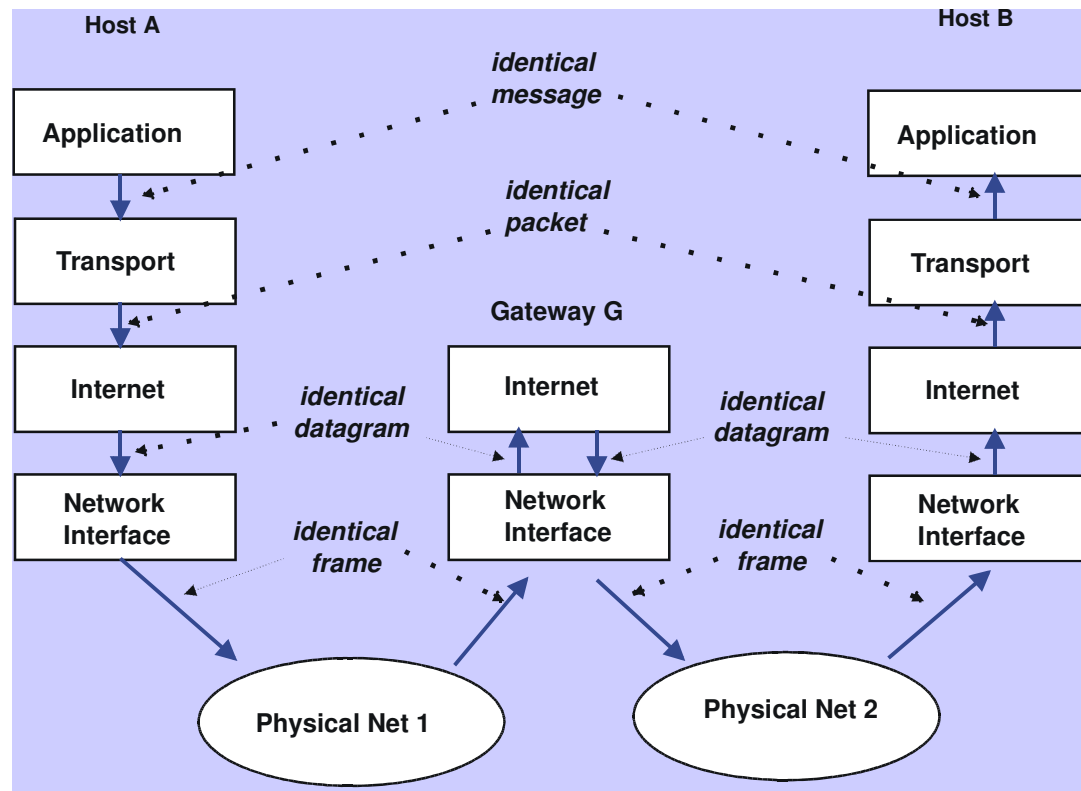 Host A
Host B
identical
message
Application
Application
identical
packet
Transport
Transport
Gateway G
Internet
Internet
Internet
identical
datagram
identical
datagram
Network
Interface
Network
Interface
Network
Interface
identical
frame
identical
frame
Physical Net 1
Physical Net 2